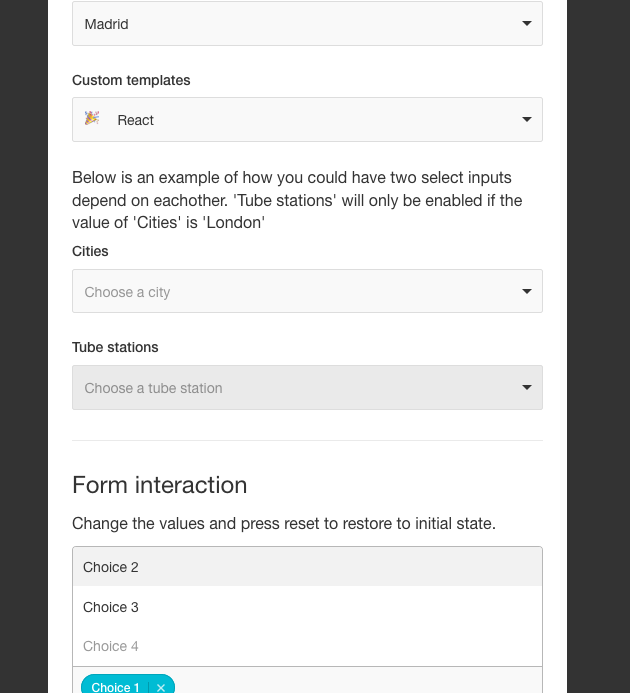 Madrid
Custom templates
🎉 React
Below is an example of how you could have two select inputs
depend on eachother. 'Tube stations' will only be enabled if the
value of 'Cities' is 'London'
Cities
Choose a city
Tube stations
Choose a tube station
Form interaction
Change the values and press reset to restore to initial state.
Choice 2
Choice 3
Choice 4
Choice 1 ×